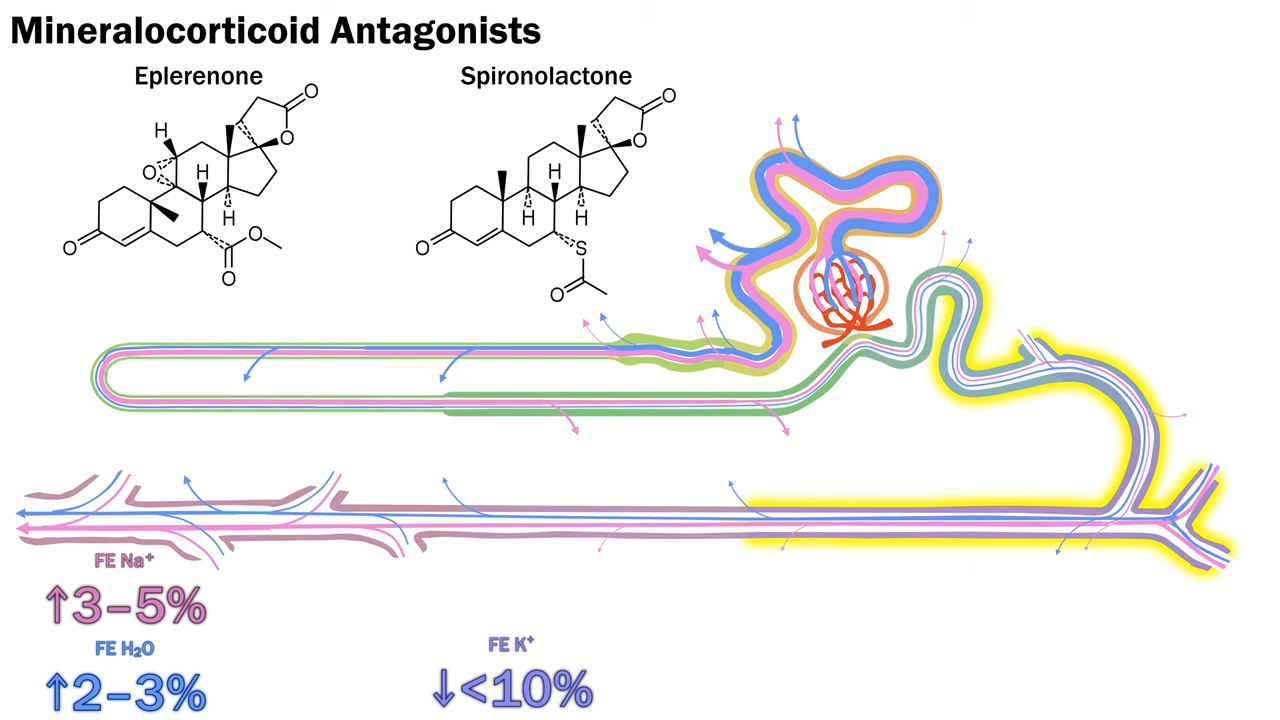 Mineralocorticoid Antagonists
Eplerenone
Spironolactone
O
O
H
O
H
H
O
O
O
O
O
H
H
H
O
S
O
FE Na⁺
↑3–5%
FE H₂O
↑2–3%
FE K⁺
↓<10%